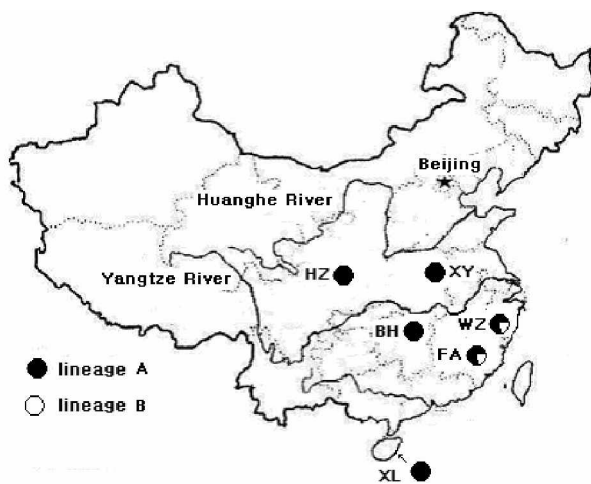 Beijing
Huanghe River
Yangtze River
HZ
XY
BH
WZ
FA
lineage A
lineage B
XL